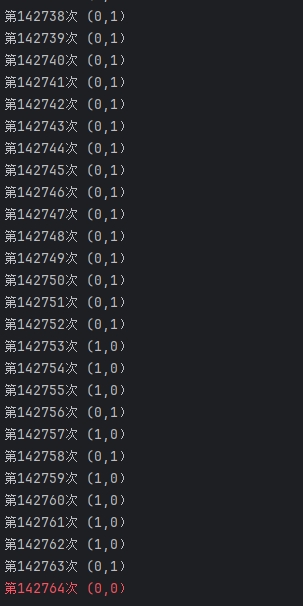 第142738次 (0,1)
第142739次 (0,1)
第142740次 (0,1)
第142741次 (0,1)
第142742次 (0,1)
第142743次 (0,1)
第142744次 (0,1)
第142745次 (0,1)
第142746次 (0,1)
第142747次 (0,1)
第142748次 (0,1)
第142749次 (0,1)
第142750次 (0,1)
第142751次 (0,1)
第142752次 (0,1)
第142753次 (1,0)
第142754次 (1,0)
第142755次 (1,0)
第142756次 (0,1)
第142757次 (1,0)
第142758次 (0,1)
第142759次 (1,0)
第142760次 (1,0)
第142761次 (1,0)
第142762次 (1,0)
第142763次 (0,1)
第142764次 (0,0)